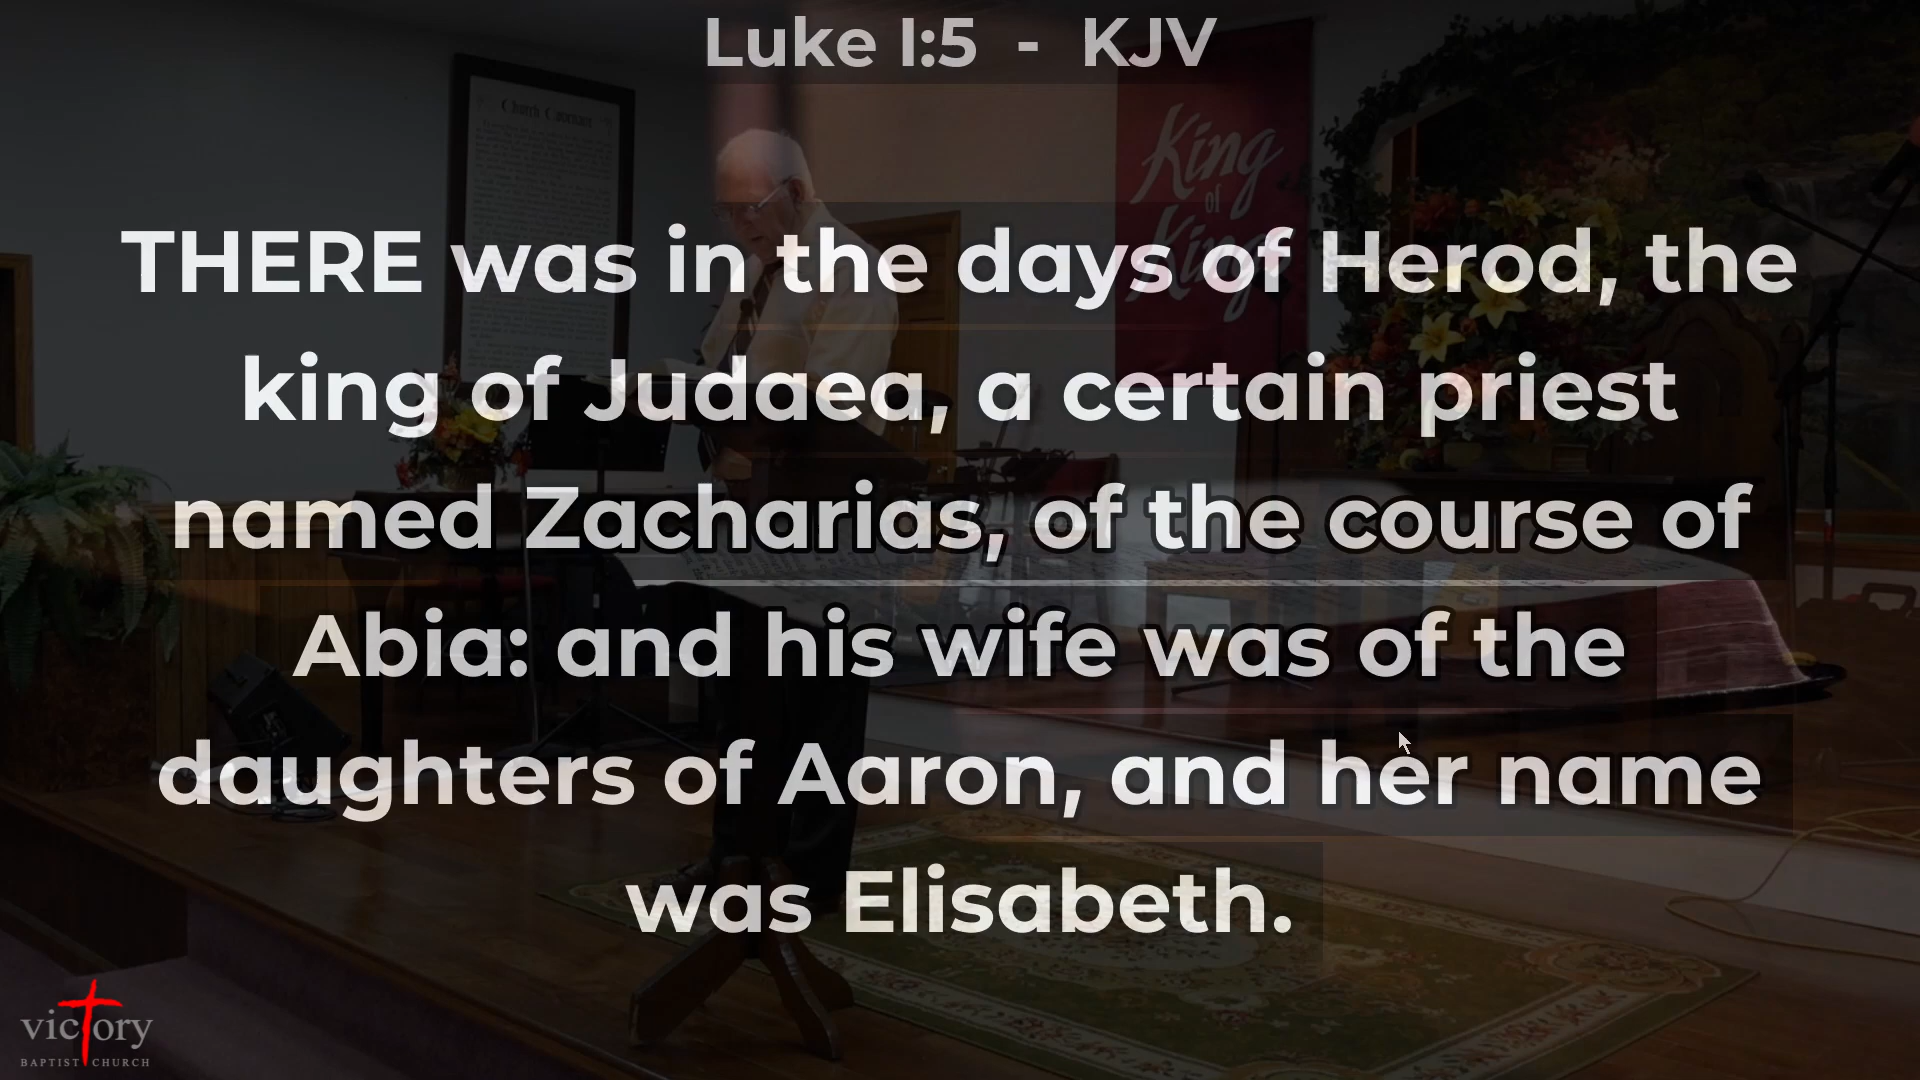 Luke 1:5 - KJV
Church Covenant
King
of
Kings
THERE was in the days of Herod, the
king of Judaea, a certain priest
named Zacharias, of the course of
Abia: and his wife was of the
daughters of Aaron, and her name
was Elisabeth.
victory
BAPTIST CHURCH